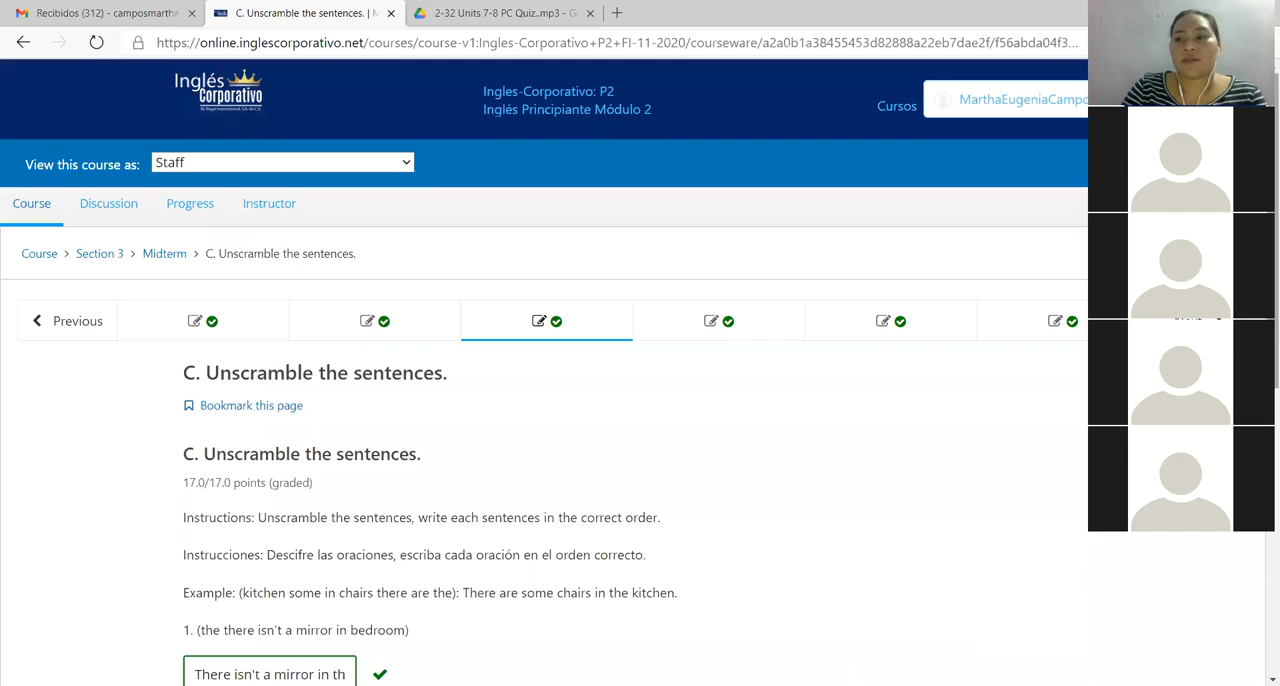 Recibidos (312) - camposmartha
C. Unscramble the sentences. | M
2-32 Units 7-8 PC Quiz..mp3 - G
https://online.inglescorporativo.net/courses/course-v1:Ingles-Corporativo+P2+FI-11-2020/courseware/a2a0b1a38455453d82888a22eb7dae2f/f56abda04f3...
Inglés
Corporativo
Ingles-Corporativo: P2
Inglés Principiante Módulo 2
Cursos
MarthaEugeniaCampo
View this course as:
Staff
Course Discussion Progress Instructor
Course > Section 3 > Midterm > C. Unscramble the sentences.
Previous
C. Unscramble the sentences.
Bookmark this page
C. Unscramble the sentences.
17.0/17.0 points (graded)
Instructions: Unscramble the sentences, write each sentences in the correct order.
Instrucciones: Descifre las oraciones, escriba cada oración en el orden correcto.
Example: (kitchen some in chairs there are the): There are some chairs in the kitchen.
1. (the there isn´t a mirror in bedroom)
There isn't a mirror in th